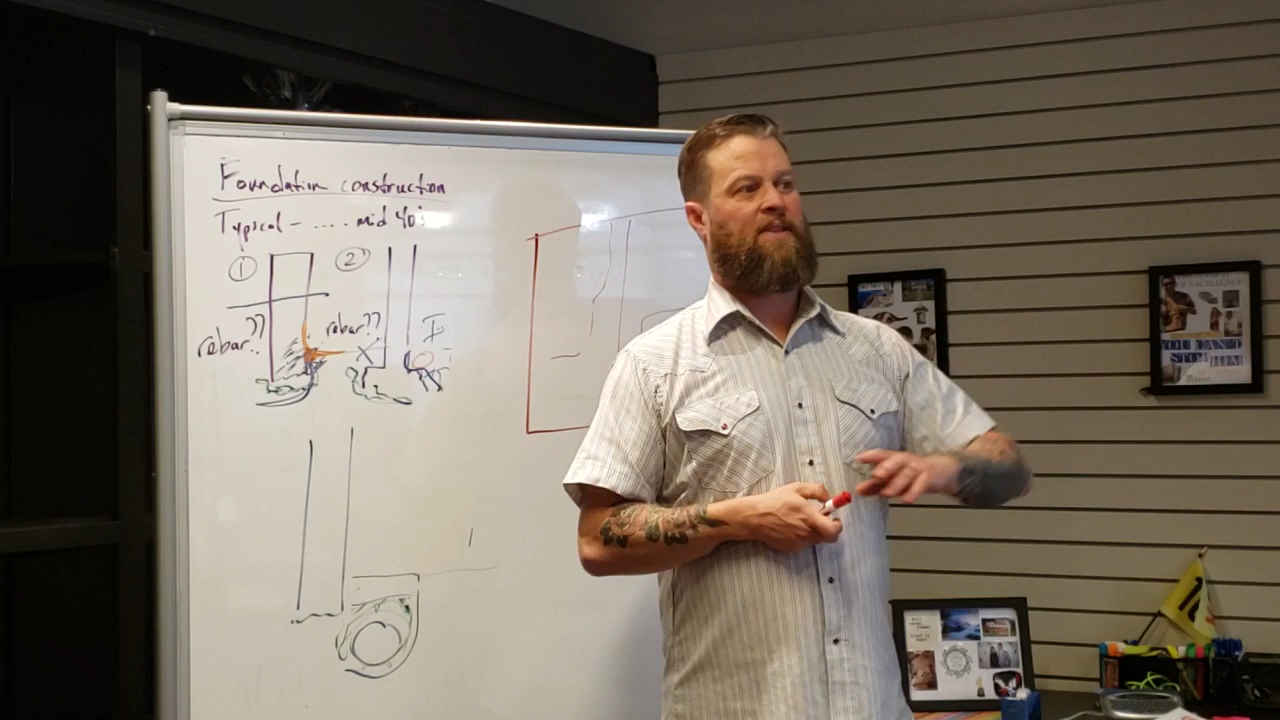 Foundation construction
Typical - .... mid 40's
① ②
rebar?? rebar??
I